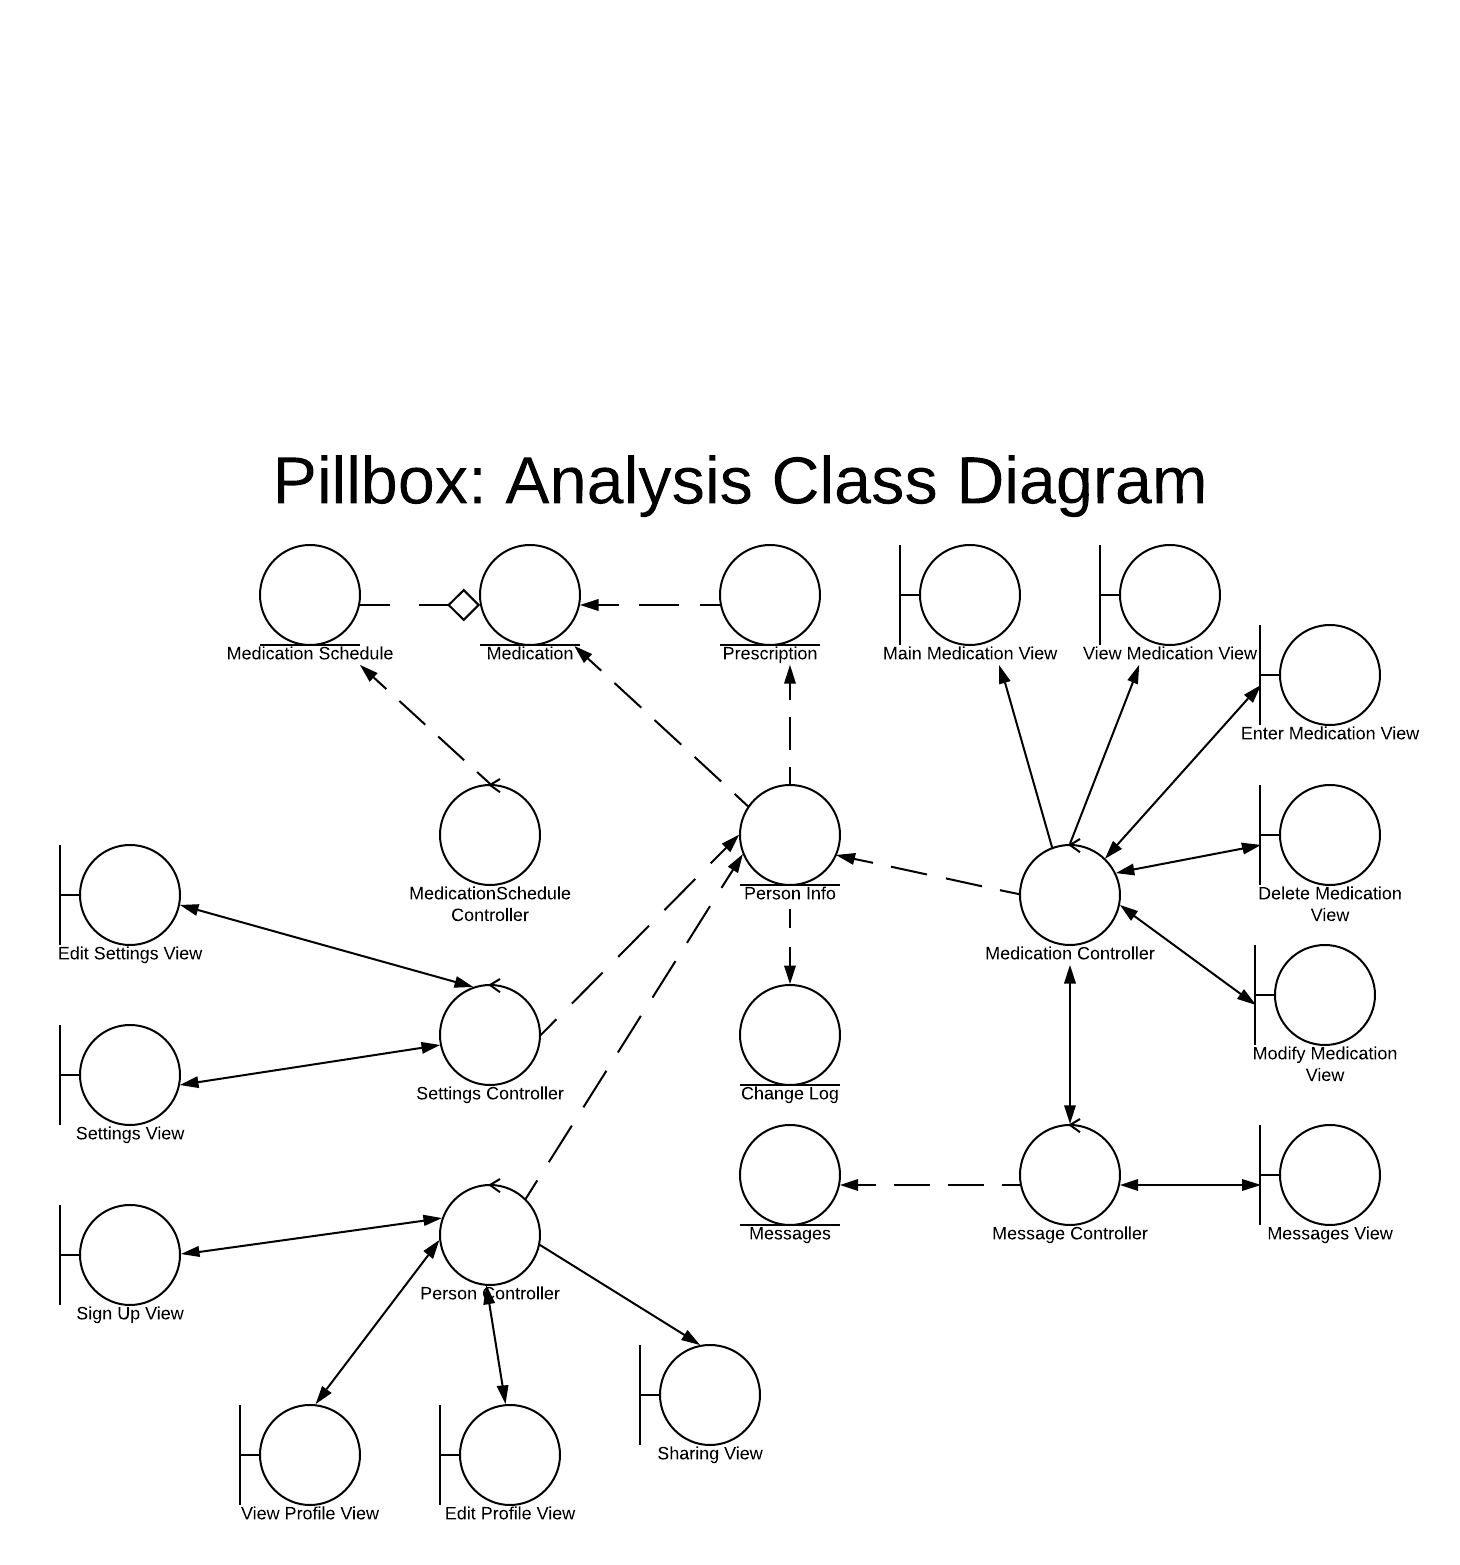 Pillbox: Analysis Class Diagram
Medication Schedule
Medication
Prescription
Main Medication View
View Medication View
Enter Medication View
MedicationSchedule
Controller
Person Info
Delete Medication
View
Edit Settings View
Medication Controller
Settings Controller
Change Log
Modify Medication
View
Settings View
Messages
Message Controller
Messages View
Sign Up View
Person Controller
Sharing View
View Profile View
Edit Profile View